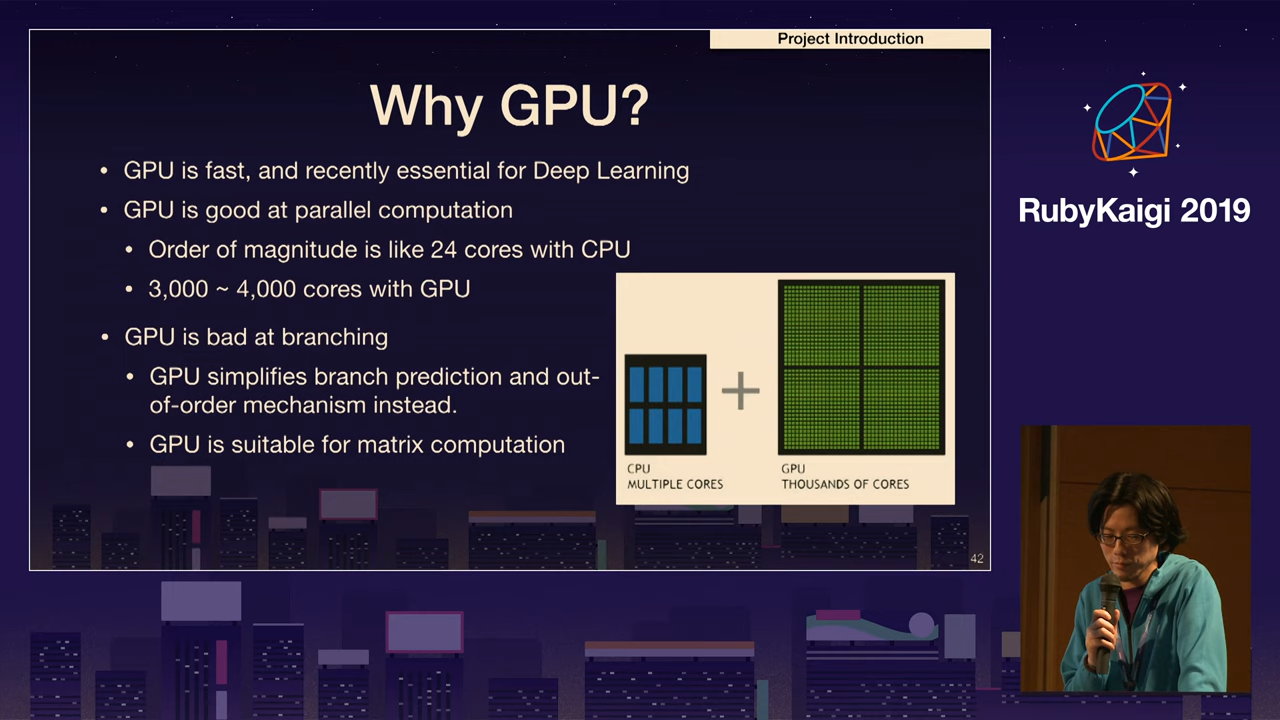 Project Introduction
Why GPU?
• GPU is fast, and recently essential for Deep Learning
• GPU is good at parallel computation
• Order of magnitude is like 24 cores with CPU
• 3,000 ~ 4,000 cores with GPU
• GPU is bad at branching
• GPU simplifies branch prediction and out-
of-order mechanism instead.
• GPU is suitable for matrix computation
CPU
MULTIPLE CORES
GPU
THOUSANDS OF CORES
42
RubyKaigi 2019